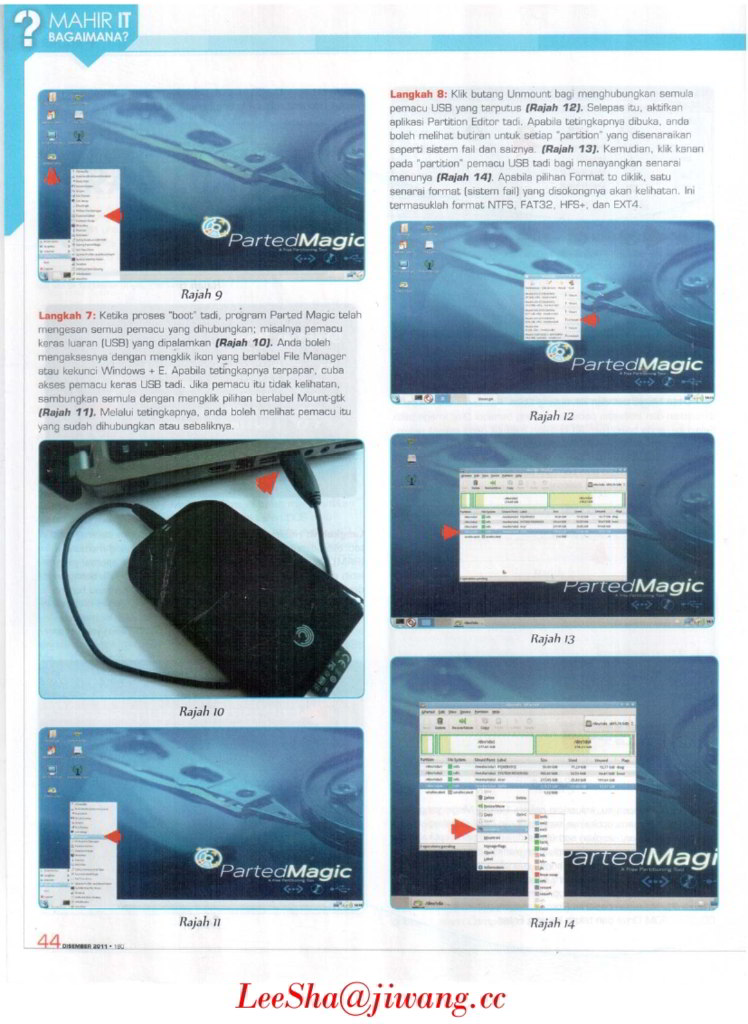 MAHIR IT
BAGAIMANA?
PartedMagic
Rajah 9
Langkah 7: Ketika proses "boot" tadi, program Parted Magic telah
mengesan semua pemacu yang dihubungkan; misalnya pemacu
keras luaran (USB) yang dipalamkan (Rajah 10). Anda boleh
mengaksesnya dengan mengklik ikon yang berlabel File Manager
atau kekunci Windows + E. Apabila tetingkapnya terpapar, cuba
akses pemacu keras USB tadi. Jika pemacu itu tidak kelihatan,
sambungkan semula dengan mengklik pilihan berlabel Mount-gtk
(Rajah 11). Melalui tetingkapnya, anda boleh melihat pemacu itu
yang sudah dihubungkan atau sebaliknya.
Rajah 10
PartedMagic
Rajah 11
Langkah 8: Klik butang Unmount bagi menghubungkan semula
pemacu USB yang terputus (Rajah 12). Selepas itu, aktifkan
aplikasi Partition Editor tadi. Apabila tetingkapnya dibuka, anda
boleh melihat butiran untuk setiap "partition" yang disenaraikan
seperti sistem fail dan saiznya. (Rajah 13). Kemudian, klik kanan
pada "partition" pemacu USB tadi bagi menayangkan senarai
menunya (Rajah 14). Apabila pilihan Format to diklik, satu
senarai format (sistem fail) yang disokongnya akan kelihatan. Ini
termasuklah format NTFS, FAT32, HFS+, dan EXT4.
PartedMagic
Rajah 12
PartedMagic
A Free Partitioning Tool
Rajah 13
PartedMagi
A Free Partitioning Tool
Rajah 14
44 DISEMBER 2011 • 180
LeeSha@jiwang.cc